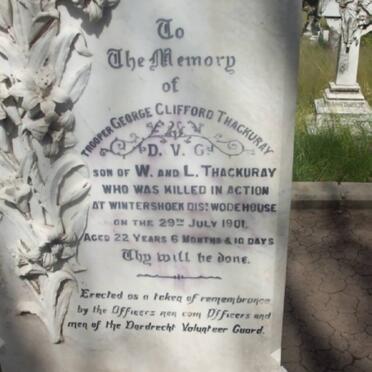 To
The Memory
of
TROOPER GEORGE CLIFFORD THACKURAY
D. V. G.
SON OF W. AND L. THACKURAY
WHO WAS KILLED IN ACTION
AT WINTERSHOEK DIST WODEHOUSE
ON THE 29TH JULY 1901.
AGED 22 YEARS 6 MONTHS & 10 DAYS
Thy will be done.
Erected as a token of remembrance
by the Officers non com Officers and
men of the Dordrecht Volunteer Guard.